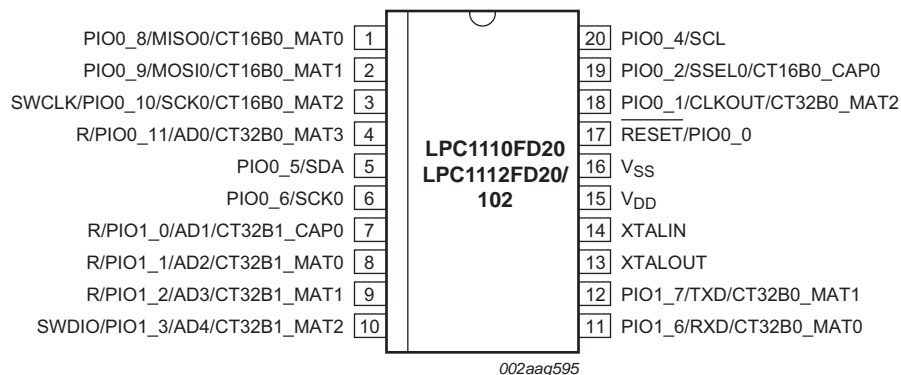 PIO0_8/MISO0/CT16B0_MAT0 1
PIO0_9/MOSI0/CT16B0_MAT1 2
SWCLK/PIO0_10/SCK0/CT16B0_MAT2 3
R/PIO0_11/AD0/CT32B0_MAT3 4
PIO0_5/SDA 5
PIO0_6/SCK0 6
R/PIO1_0/AD1/CT32B1_CAP0 7
R/PIO1_1/AD2/CT32B1_MAT0 8
R/PIO1_2/AD3/CT32B1_MAT1 9
SWDIO/PIO1_3/AD4/CT32B1_MAT2 10
LPC1110FD20
LPC1112FD20/
102
20 PIO0_4/SCL
19 PIO0_2/SSEL0/CT16B0_CAP0
18 PIO0_1/CLKOUT/CT32B0_MAT2
17 RESET/PIO0_0
16 VSS
15 VDD
14 XTALIN
13 XTALOUT
12 PIO1_7/TXD/CT32B0_MAT1
11 PIO1_6/RXD/CT32B0_MAT0
002aag595